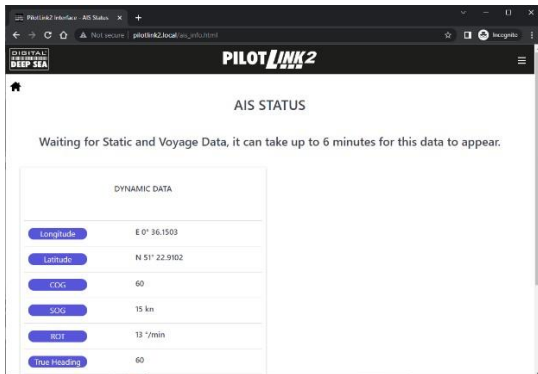 Pilotlink2 Interface - AIS Status
Not secure | pilotlink2.local/ais_info.html
Incognito
DIGITAL
DEEP SEA
PILOTLINK2
AIS STATUS
Waiting for Static and Voyage Data, it can take up to 6 minutes for this data to appear.
DYNAMIC DATA
Longitude E 0° 36.1503
Latitude N 51° 22.9102
COG 60
SOG 15 kn
ROT 13 °/min
True Heading 60